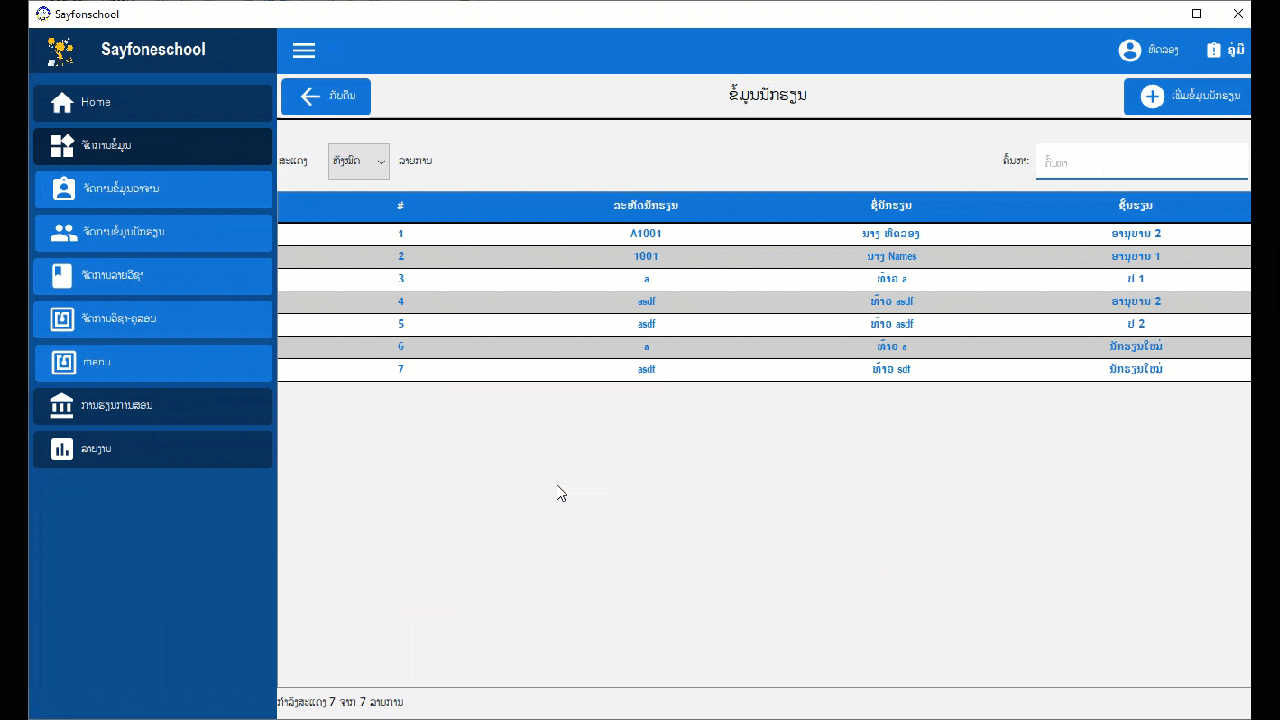 Sayfonschool
Sayfoneschool
ທົດລອງ
ຄູ່ມື
Home
ກັບຄືນ
ຂໍ້ມູນນັກຮຽນ
ເພີ່ມຂໍ້ມູນນັກຮຽນ
ຈັດການຂໍ້ມູນ
ສະແດງ
ທັງໝົດ
ລາຍການ
ຄົ້ນຫາ:
ຄົ້ນຫາ
ຈັດການຂໍ້ມູນອາຈານ
ຈັດການຂໍ້ມູນນັກຮຽນ
ຈັດການລາຍວິຊາ
ຈັດການວິຊາ-ຄູສອນ
menu
ການຮຽນການສອນ
ລາຍງານ
# ລະຫັດນັກຮຽນ ຊື່ນັກຮຽນ ຊັ້ນຮຽນ
1 A1001 ນາງ ທົດລອງ ອານຸບານ 2
2 1001 ນາງ Names ອານຸບານ 1
3 a ທ້າວ a ປ 1
4 asdf ທ້າວ asdf ອານຸບານ 2
5 asdf ທ້າວ asdf ປ 2
6 a ທ້າວ a ນັກຮຽນໃໝ່
7 asdf ທ້າວ sdf ນັກຮຽນໃໝ່
ກຳລັງສະແດງ 7 ຈາກ 7 ລາຍການ